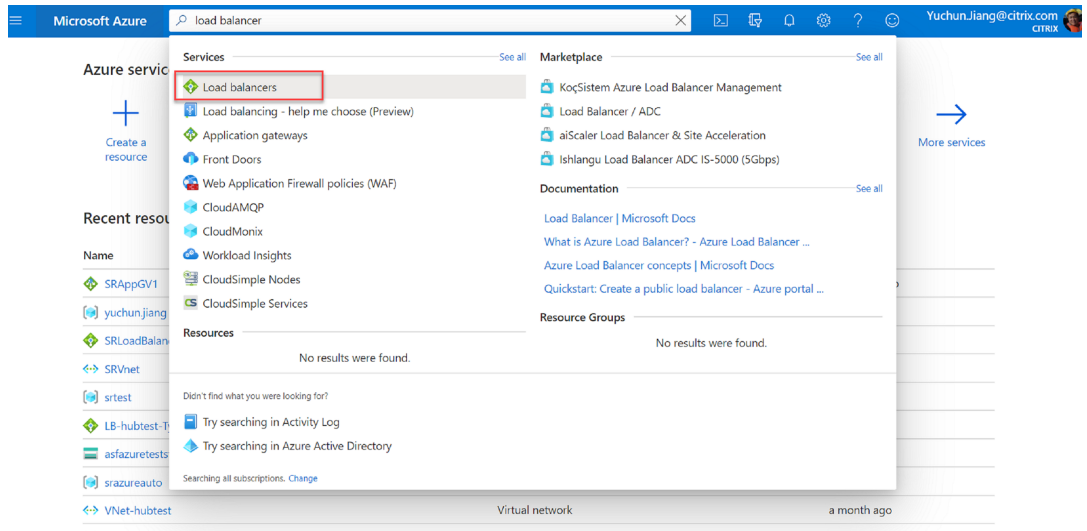 Microsoft Azure
load balancer
Yuchun.Jiang@citrix.com
CITRIX
Azure servic
Create a
resource
More services
Services
See all
Load balancers
Load balancing - help me choose (Preview)
Application gateways
Front Doors
Web Application Firewall policies (WAF)
CloudAMQP
CloudMonix
Workload Insights
CloudSimple Nodes
CS CloudSimple Services
Resources
No results were found.
Marketplace
See all
KoçSistem Azure Load Balancer Management
Load Balancer / ADC
aiScaler Load Balancer & Site Acceleration
Ishlangu Load Balancer ADC IS-5000 (5Gbps)
Documentation
See all
Load Balancer | Microsoft Docs
What is Azure Load Balancer? - Azure Load Balancer ...
Azure Load Balancer concepts | Microsoft Docs
Quickstart: Create a public load balancer - Azure portal ...
Resource Groups
No results were found.
Didn't find what you were looking for?
Try searching in Activity Log
Try searching in Azure Active Directory
Searching all subscriptions. Change
Recent resou
Name
SRAppGV1
yuchun.jiang
SRLoadBalan
SRVnet
srtest
LB-hubtest-T
asfazuretests
srazureauto
VNet-hubtest
Virtual network
a month ago